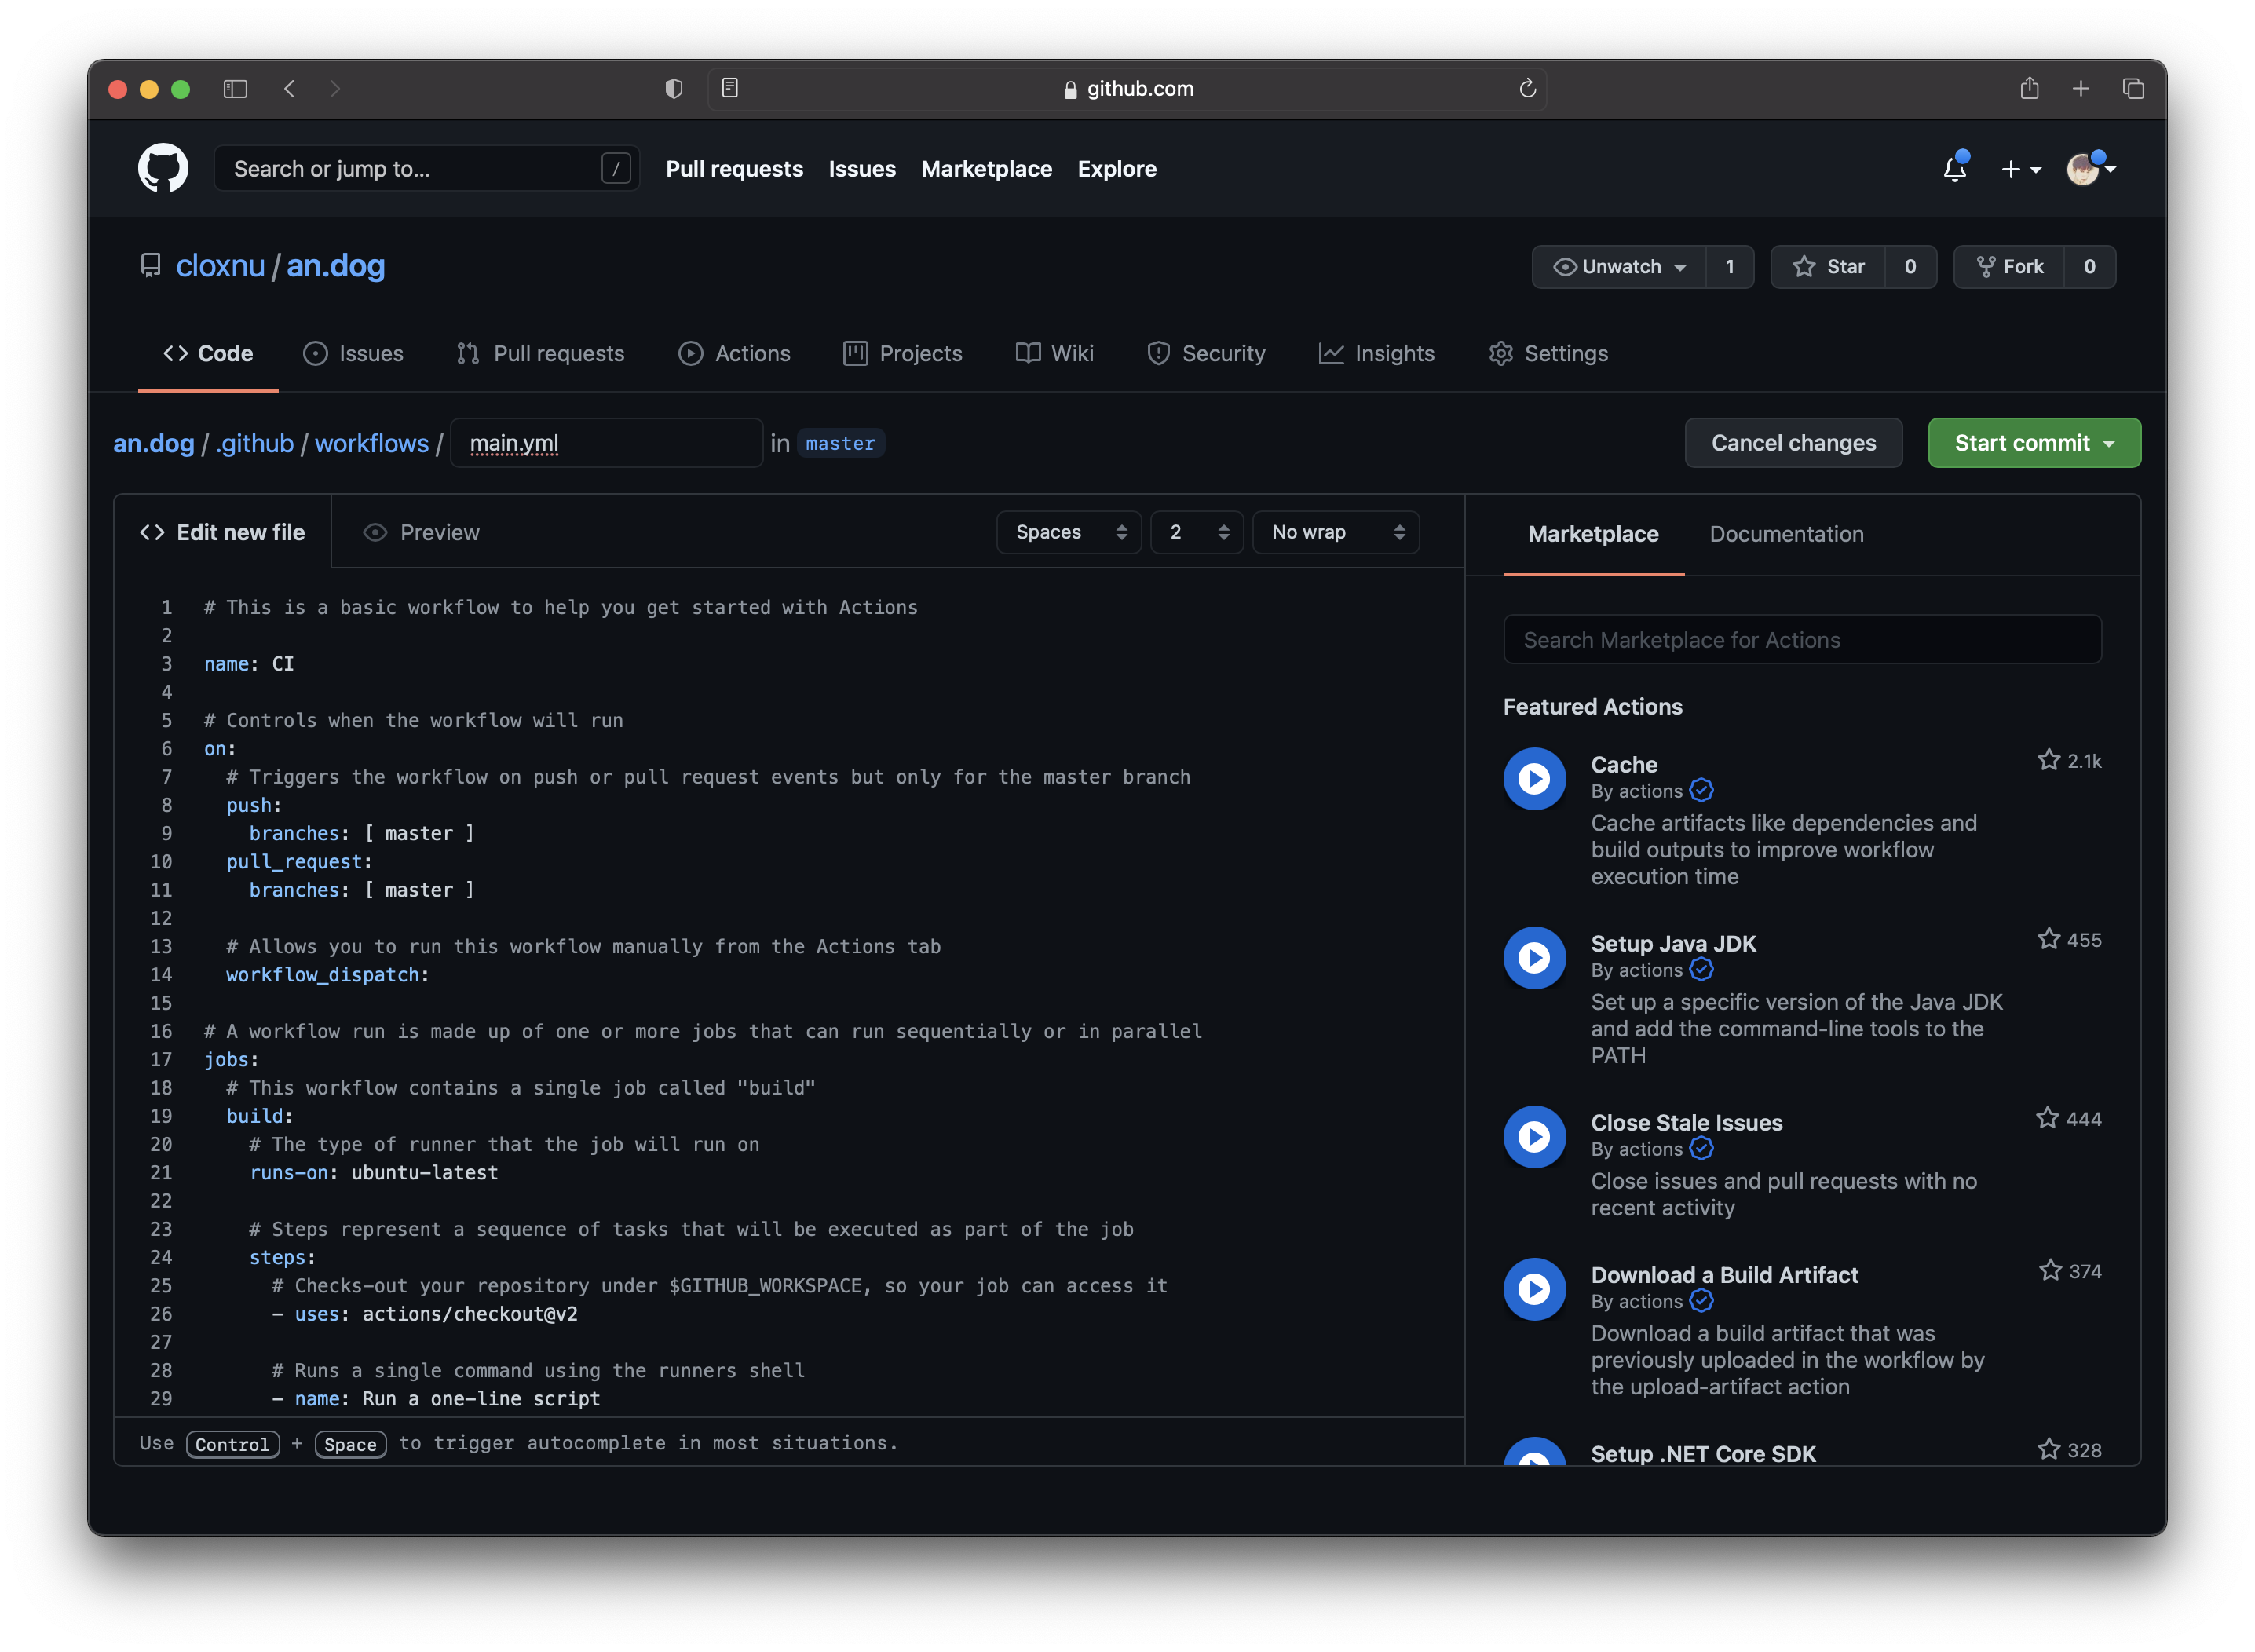 github.com
Search or jump to... / Pull requests Issues Marketplace Explore
cloxnu / an.dog Unwatch 1 Star 0 Fork 0
Code Issues Pull requests Actions Projects Wiki Security Insights Settings
an.dog / .github / workflows / main.yml in master Cancel changes Start commit
Edit new file Preview Spaces 2 No wrap
1 # This is a basic workflow to help you get started with Actions
2
3 name: CI
4
5 # Controls when the workflow will run
6 on:
7   # Triggers the workflow on push or pull request events but only for the master branch
8   push:
9     branches: [ master ]
10   pull_request:
11     branches: [ master ]
12
13   # Allows you to run this workflow manually from the Actions tab
14   workflow_dispatch:
15
16 # A workflow run is made up of one or more jobs that can run sequentially or in parallel
17 jobs:
18   # This workflow contains a single job called "build"
19   build:
20     # The type of runner that the job will run on
21     runs-on: ubuntu-latest
22
23     # Steps represent a sequence of tasks that will be executed as part of the job
24     steps:
25       # Checks-out your repository under $GITHUB_WORKSPACE, so your job can access it
26       - uses: actions/checkout@v2
27
28       # Runs a single command using the runners shell
29       - name: Run a one-line script
Use Control + Space to trigger autocomplete in most situations.
Marketplace Documentation
Search Marketplace for Actions
Featured Actions
Cache 2.1k
By actions
Cache artifacts like dependencies and
build outputs to improve workflow
execution time
Setup Java JDK 455
By actions
Set up a specific version of the Java JDK
and add the command-line tools to the
PATH
Close Stale Issues 444
By actions
Close issues and pull requests with no
recent activity
Download a Build Artifact 374
By actions
Download a build artifact that was
previously uploaded in the workflow by
the upload-artifact action
Setup .NET Core SDK 328